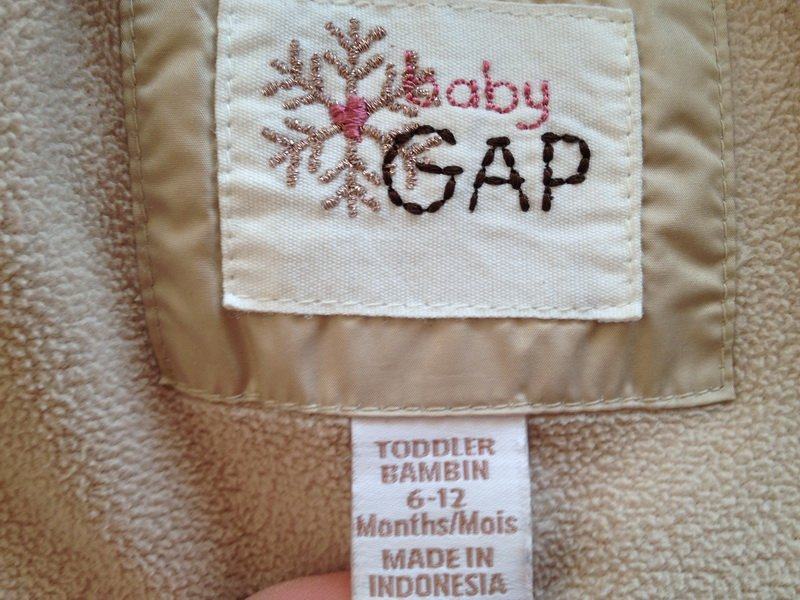 baby
GAP
TODDLER
BAMBIN
6-12
Months/Mois
MADE IN
INDONESIA